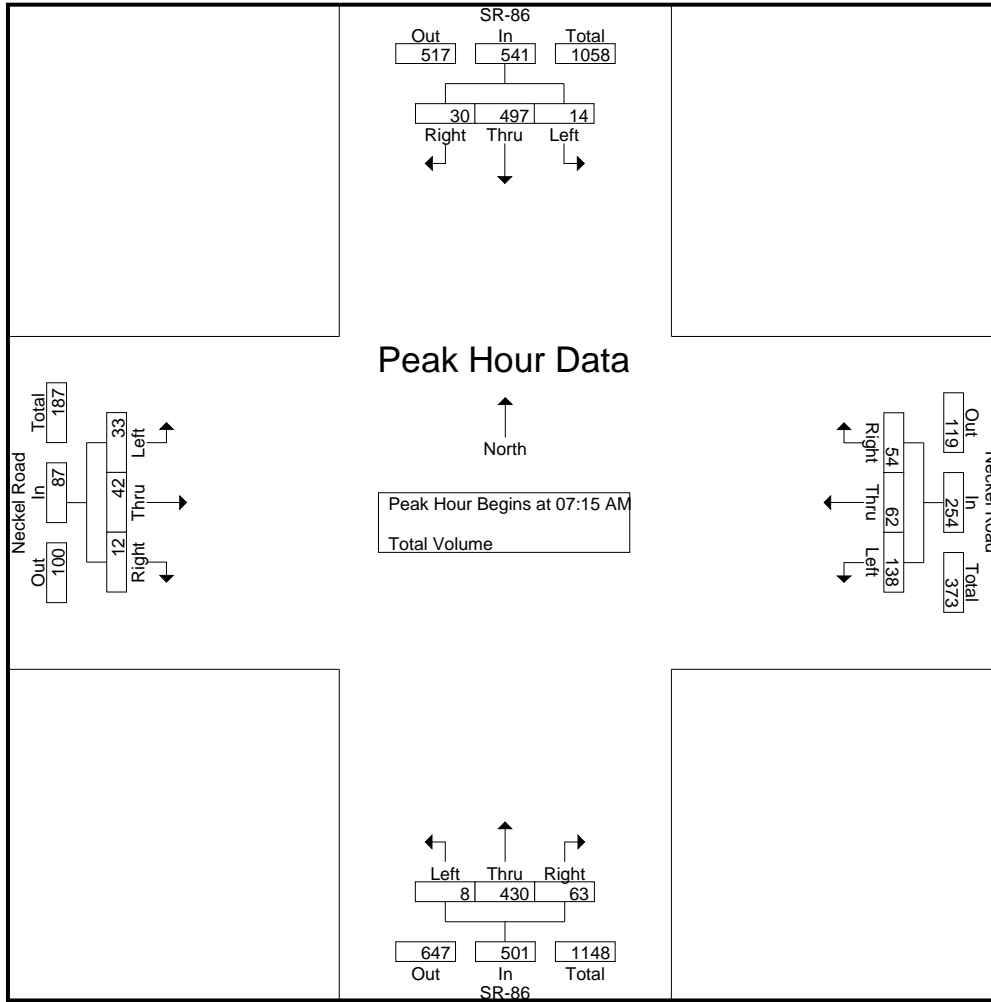 SR-86
Out In Total
517 541 1058
30 497 14
Right Thru Left
Peak Hour Data
North
Peak Hour Begins at 07:15 AM
Total Volume
Neckel Road
Total In Out
187 87 100
33 42 12
Left Thru Right
Neckel Road
Out In Total
119 254 373
54 62 138
Right Thru Left
Left Thru Right
8 430 63
647 501 1148
Out In Total
SR-86